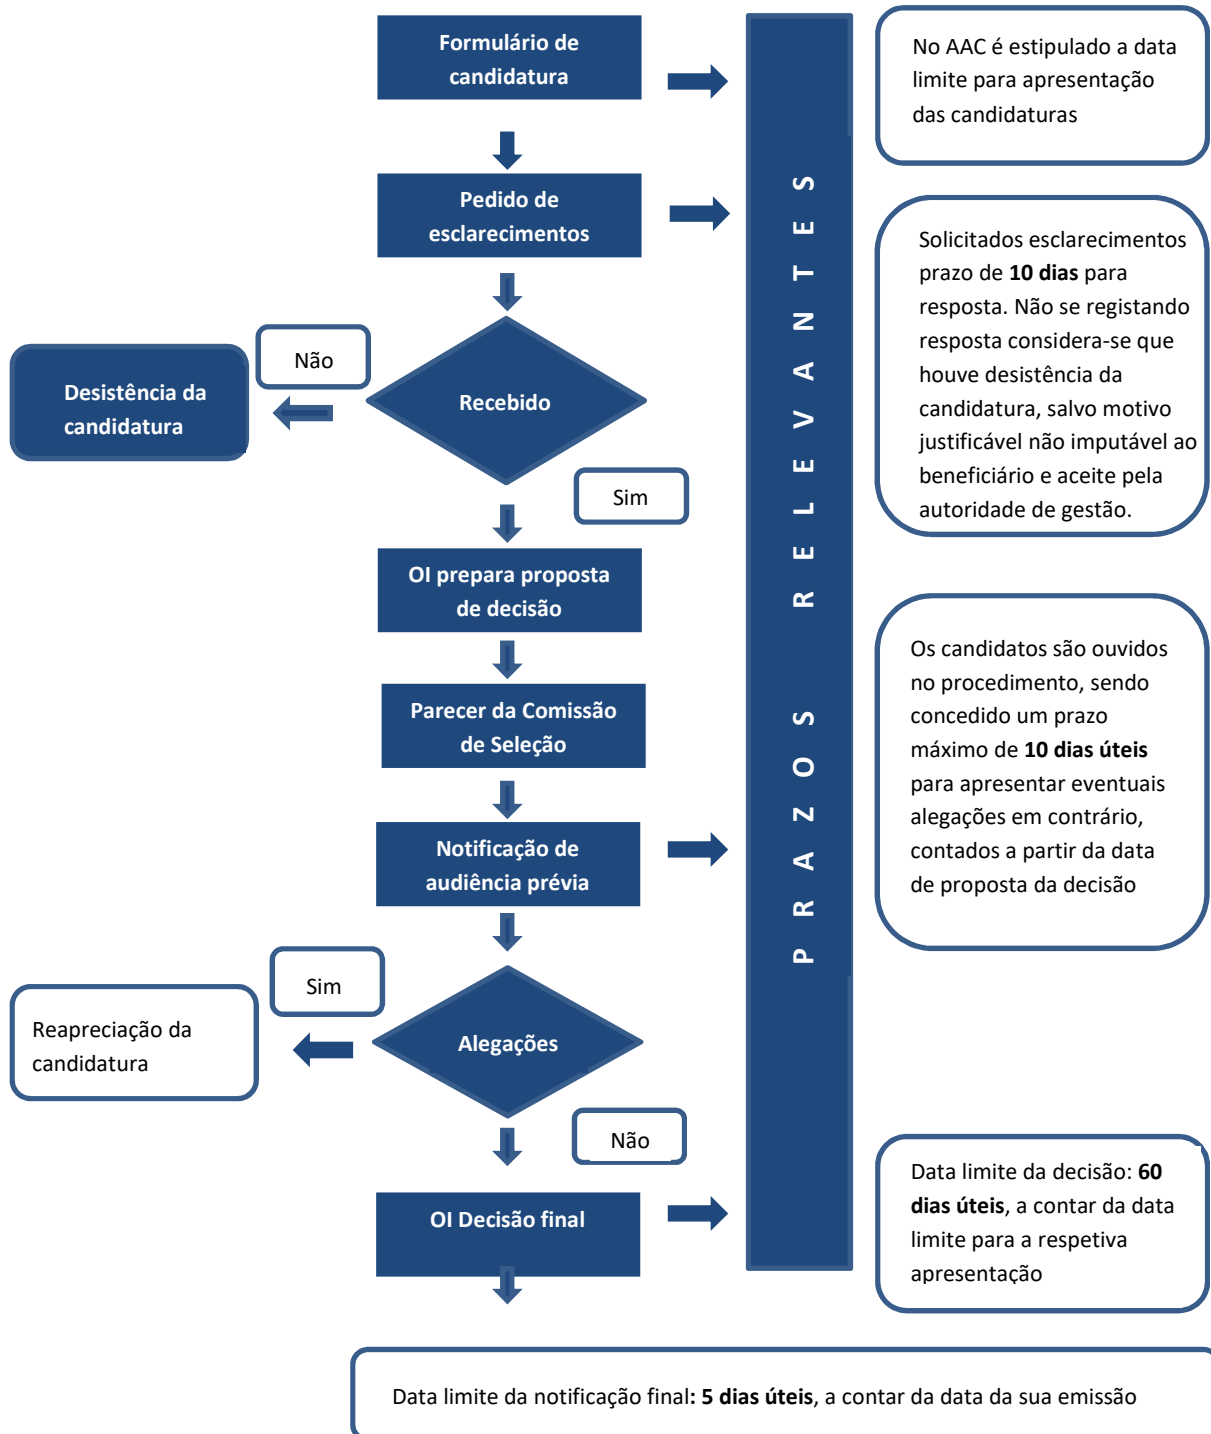 Formulário de
candidatura
No AAC é estipulado a data
limite para apresentação
das candidaturas
Pedido de
esclarecimentos
Solicitados esclarecimentos
prazo de 10 dias para
resposta. Não se registando
resposta considera-se que
houve desistência da
candidatura, salvo motivo
justificável não imputável ao
beneficiário e aceite pela
autoridade de gestão.
Não
Desistência da
candidatura
Recebido
Sim
OI prepara proposta
de decisão
Parecer da Comissão
de Seleção
Notificação de
audiência prévia
Os candidatos são ouvidos
no procedimento, sendo
concedido um prazo
máximo de 10 dias úteis
para apresentar eventuais
alegações em contrário,
contados a partir da data
de proposta da decisão
PRAZOS RELEVANTES
Sim
Reapreciação da
candidatura
Alegações
Não
OI Decisão final
Data limite da decisão: 60
dias úteis, a contar da data
limite para a respetiva
apresentação
Data limite da notificação final: 5 dias úteis, a contar da data da sua emissão